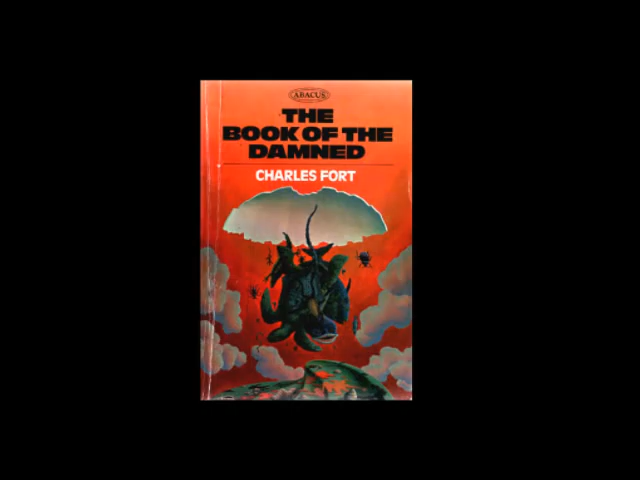 ABACUS
THE
BOOK OF THE
DAMNED
CHARLES FORT